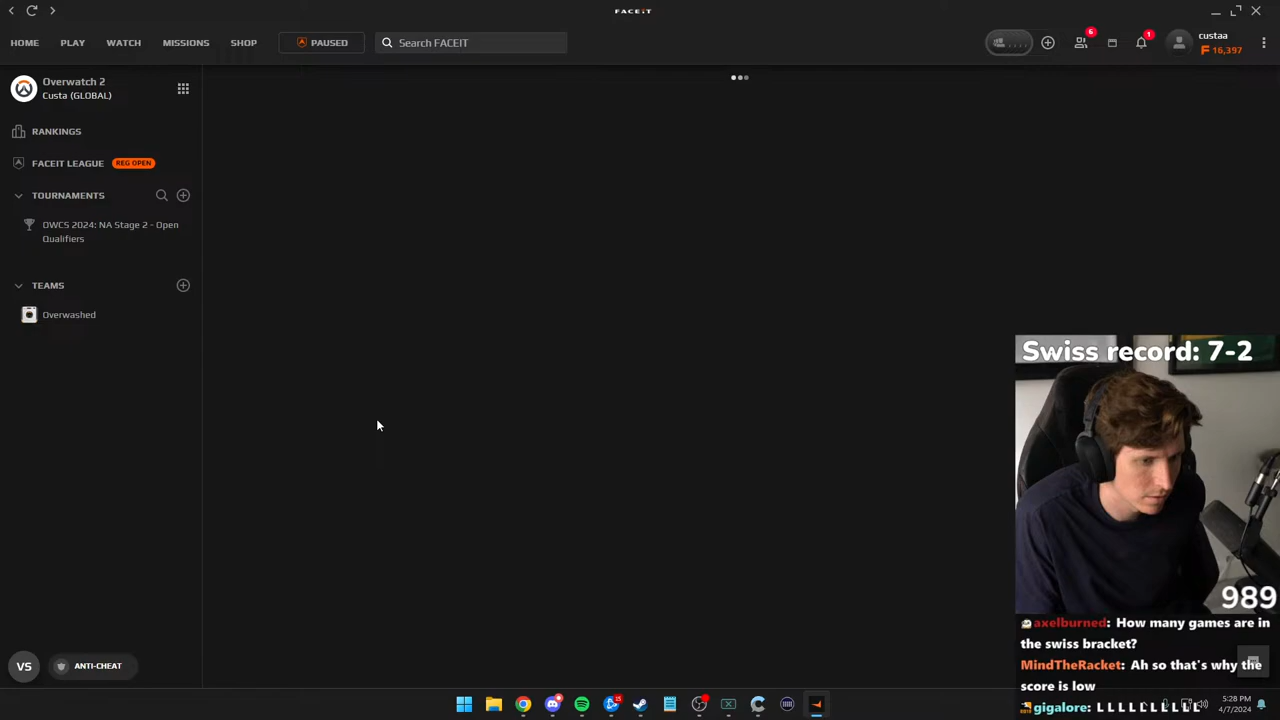 FACEIT
HOME PLAY WATCH MISSIONS SHOP PAUSED Search FACEIT 6 1 custaa
16,397
Overwatch 2
Custa (GLOBAL)
RANKINGS
FACEIT LEAGUE REG OPEN
TOURNAMENTS
OWCS 2024: NA Stage 2 - Open
Qualifiers
TEAMS
Overwashed
Swiss record: 7-2
989
axelburned: How many games are in
the swiss bracket?
MindTheRacket: Ah so that's why the
score is low
gigalore: L L L L L L L L L L
VS ANTI-CHEAT
15
5:28 PM
4/7/2024